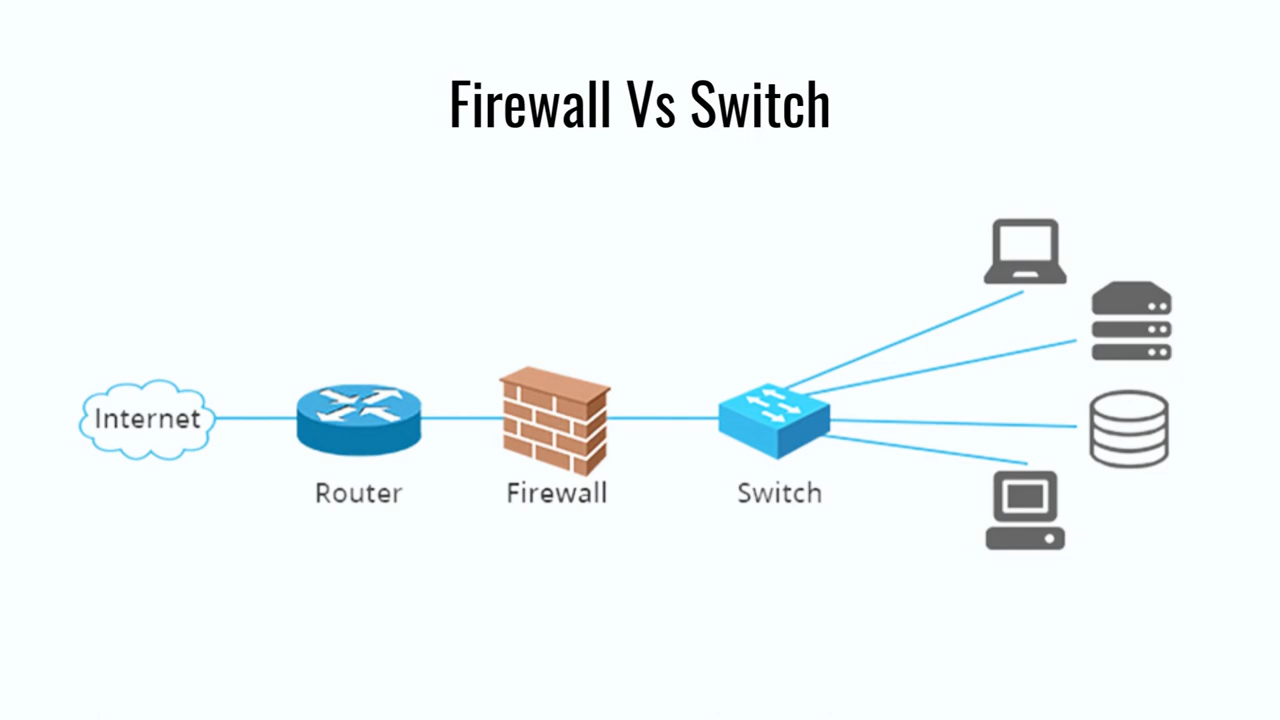 Firewall Vs Switch
Internet
Router
Firewall
Switch